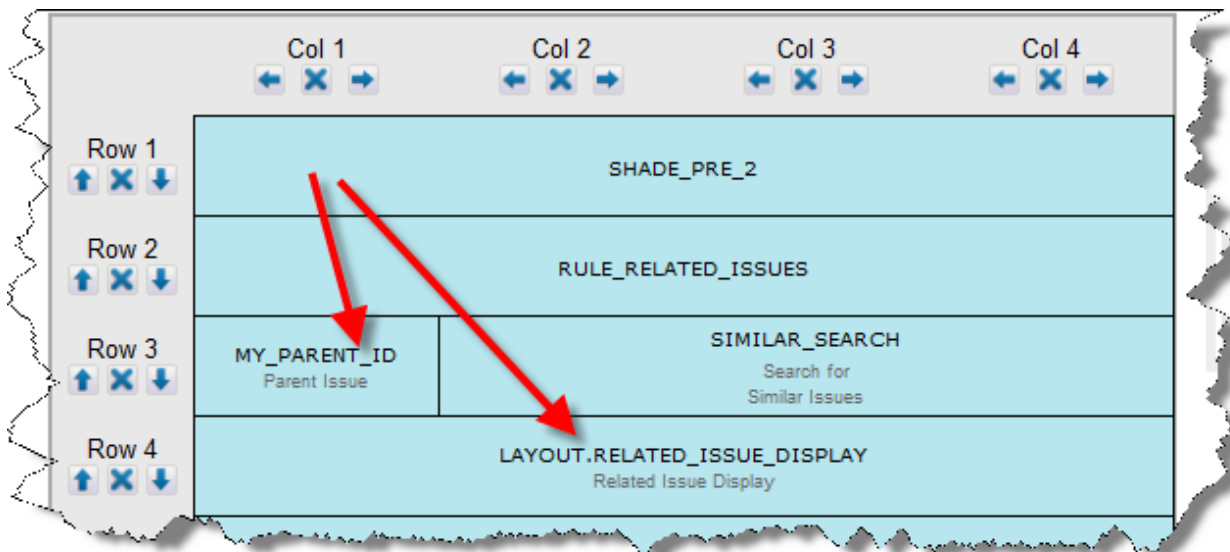 Col 1 Col 2 Col 3 Col 4
Row 1
SHADE_PRE_2
Row 2
RULE_RELATED_ISSUES
Row 3
MY_PARENT_ID
Parent Issue
SIMILAR_SEARCH
Search for
Similar Issues
Row 4
LAYOUT.RELATED_ISSUE_DISPLAY
Related Issue Display